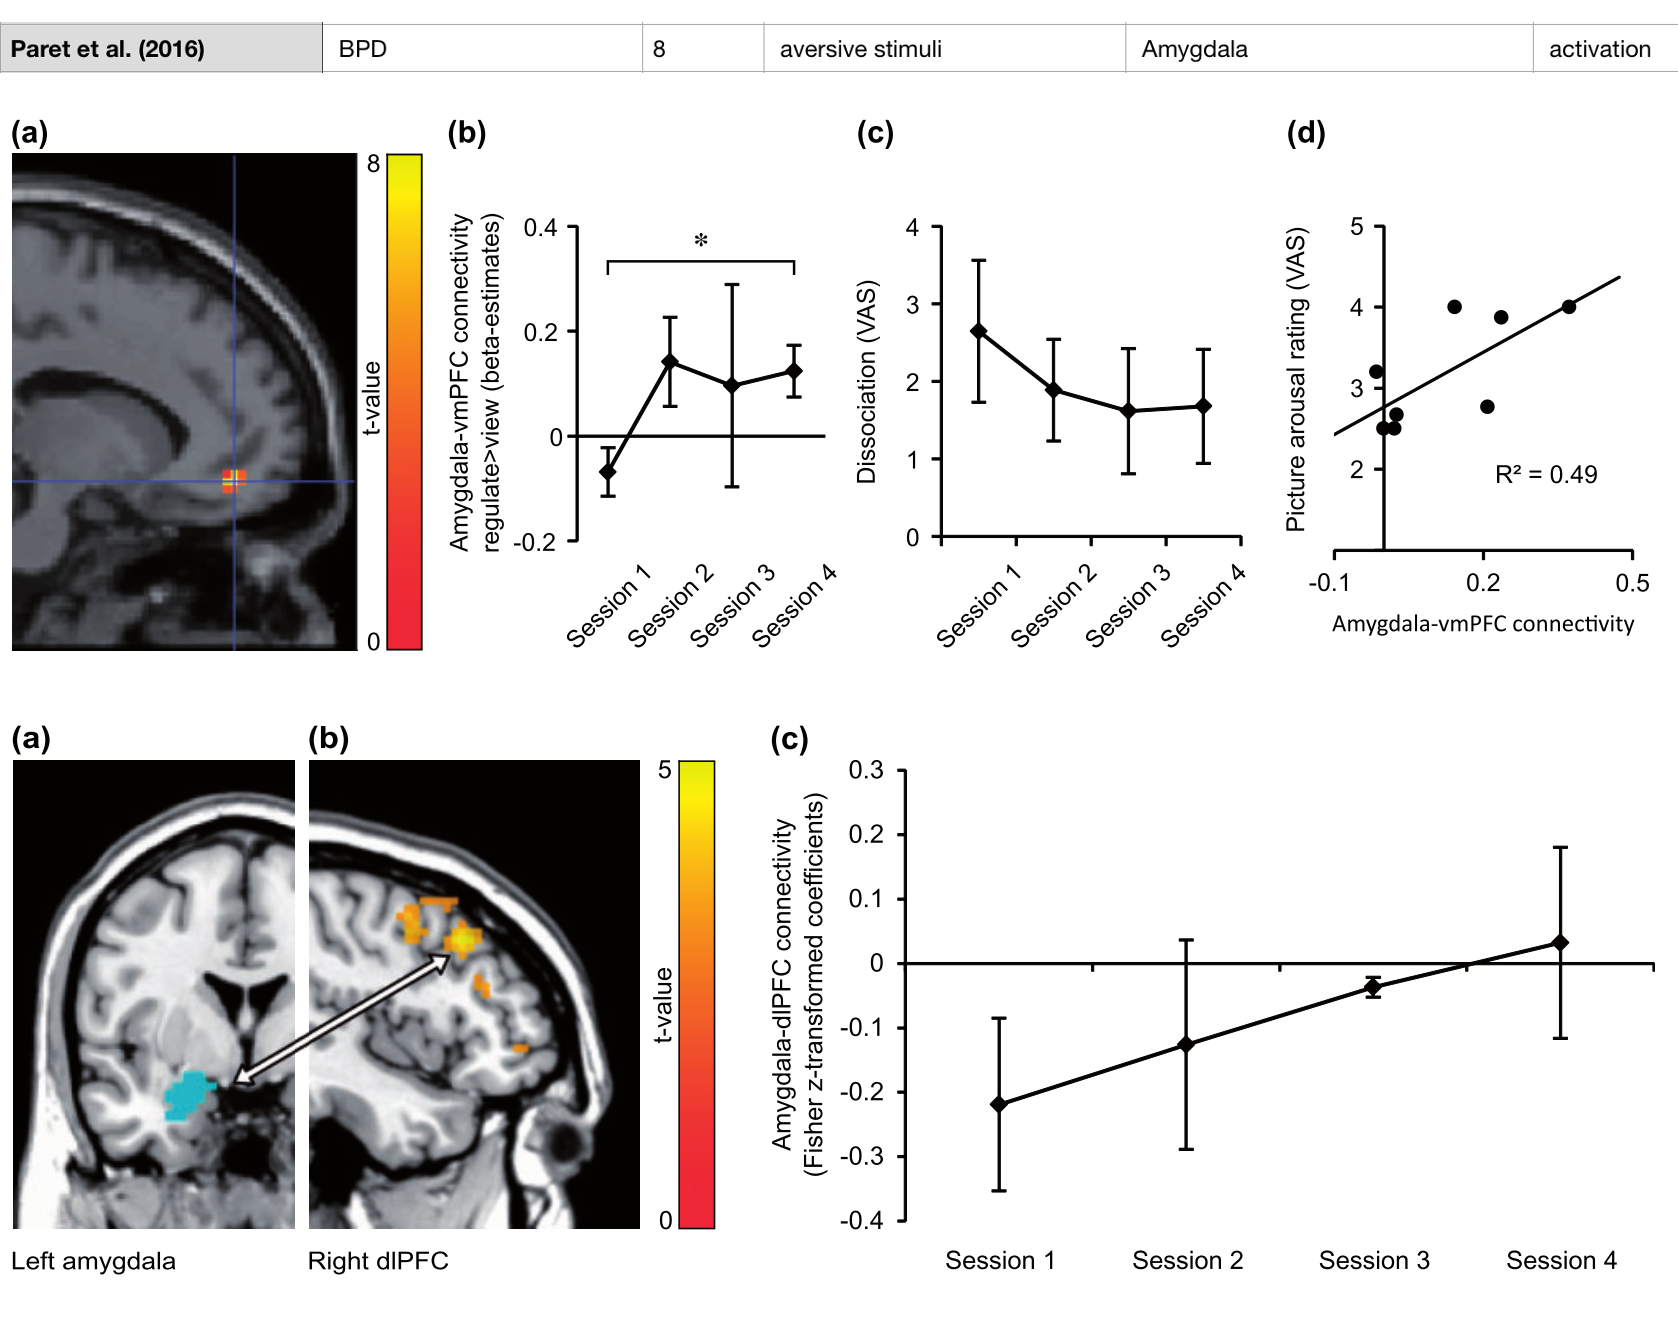 Paret et al. (2016) BPD 8 aversive stimuli Amygdala activation
(a)
8
t-value
0
(b)
Amygdala-vmPFC connectivity
regulate>view (beta-estimates)
0.4
0.2
0
-0.2
*
Session 1
Session 2
Session 3
Session 4
(c)
Dissociation (VAS)
4
3
2
1
0
Session 1
Session 2
Session 3
Session 4
(d)
Picture arousal rating (VAS)
5
4
3
2
R² = 0.49
-0.1 0.2 0.5
Amygdala-vmPFC connectivity
(a)
Left amygdala
(b)
Right dlPFC
5
t-value
0
(c)
Amygdala-dlPFC connectivity
(Fisher z-transformed coefficients)
0.3
0.2
0.1
0
-0.1
-0.2
-0.3
-0.4
Session 1 Session 2 Session 3 Session 4